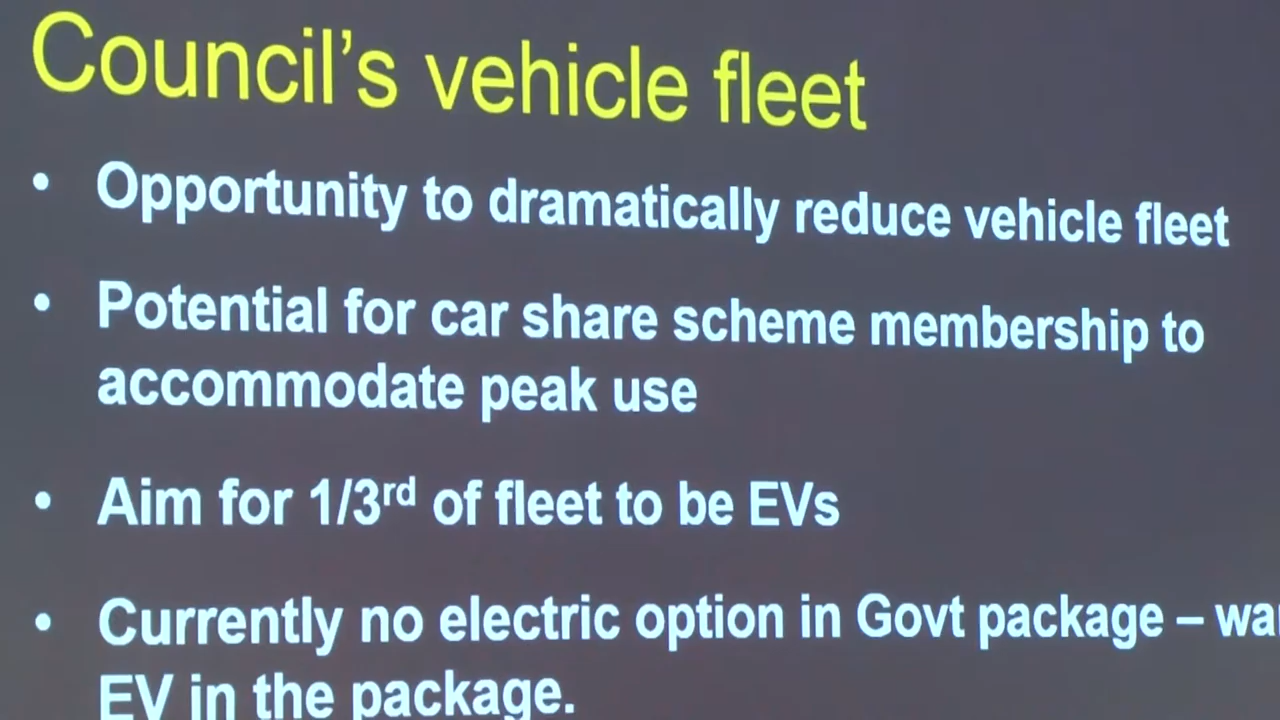 Council's vehicle fleet
• Opportunity to dramatically reduce vehicle fleet
• Potential for car share scheme membership to
accommodate peak use
• Aim for 1/3rd of fleet to be EVs
• Currently no electric option in Govt package –
EV in the package.